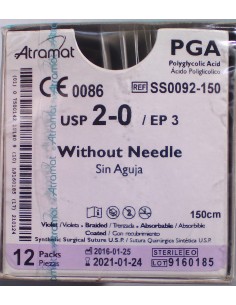 Atramat
PGA
Polyglycolic Acid
Ácido Poliglicólico
CE 0086
REF SS0092-150
USP 2-0 / EP 3
Without Needle
Sin Aguja
150cm
Violet / Violeta • Braided / Trenzada • Absorbable / Absorbible
Coated / Con recubrimiento
Synthetic Surgical Suture U.S.P. / Sutura Quirúrgica Sintética U.S.P.
12 Packs
Piezas
2016-01-25
2021-01-24
STERILE EO
LOT 9160185